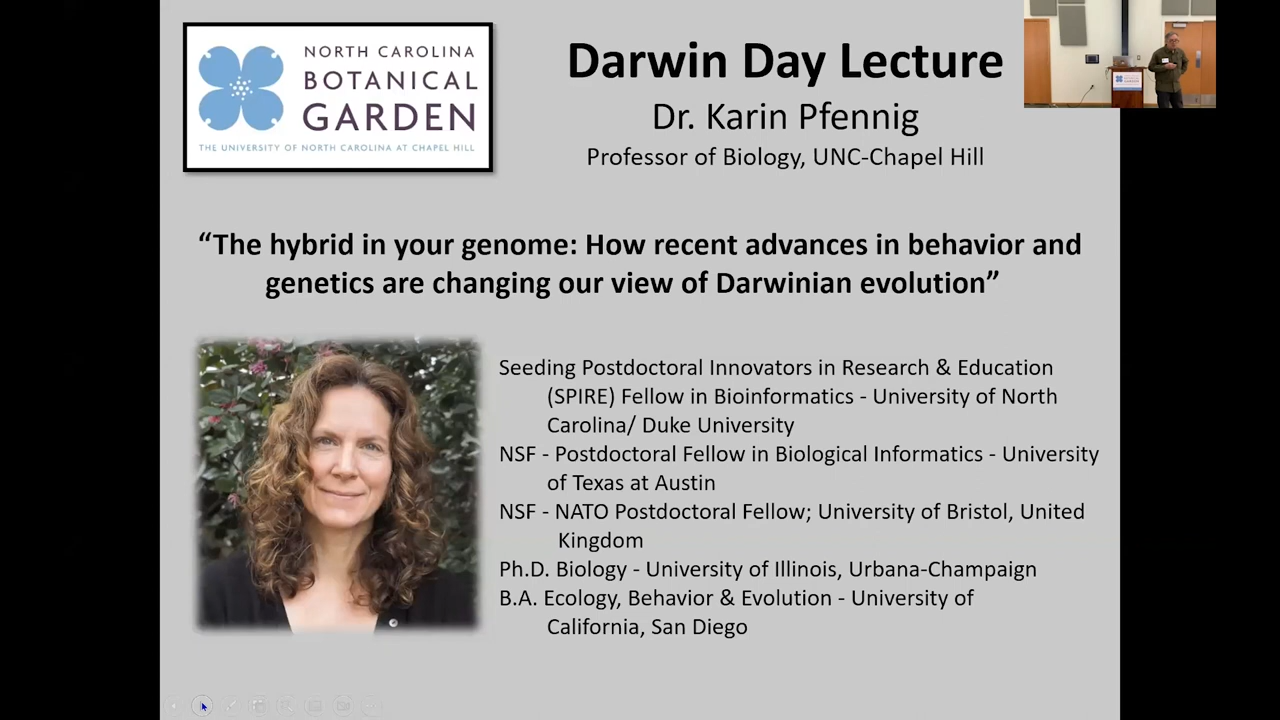 NORTH CAROLINA
BOTANICAL
GARDEN
THE UNIVERSITY OF NORTH CAROLINA AT CHAPEL HILL
Darwin Day Lecture
Dr. Karin Pfennig
Professor of Biology, UNC-Chapel Hill
“The hybrid in your genome: How recent advances in behavior and
genetics are changing our view of Darwinian evolution”
Seeding Postdoctoral Innovators in Research & Education
(SPIRE) Fellow in Bioinformatics - University of North
Carolina/ Duke University
NSF - Postdoctoral Fellow in Biological Informatics - University
of Texas at Austin
NSF - NATO Postdoctoral Fellow; University of Bristol, United
Kingdom
Ph.D. Biology - University of Illinois, Urbana-Champaign
B.A. Ecology, Behavior & Evolution - University of
California, San Diego